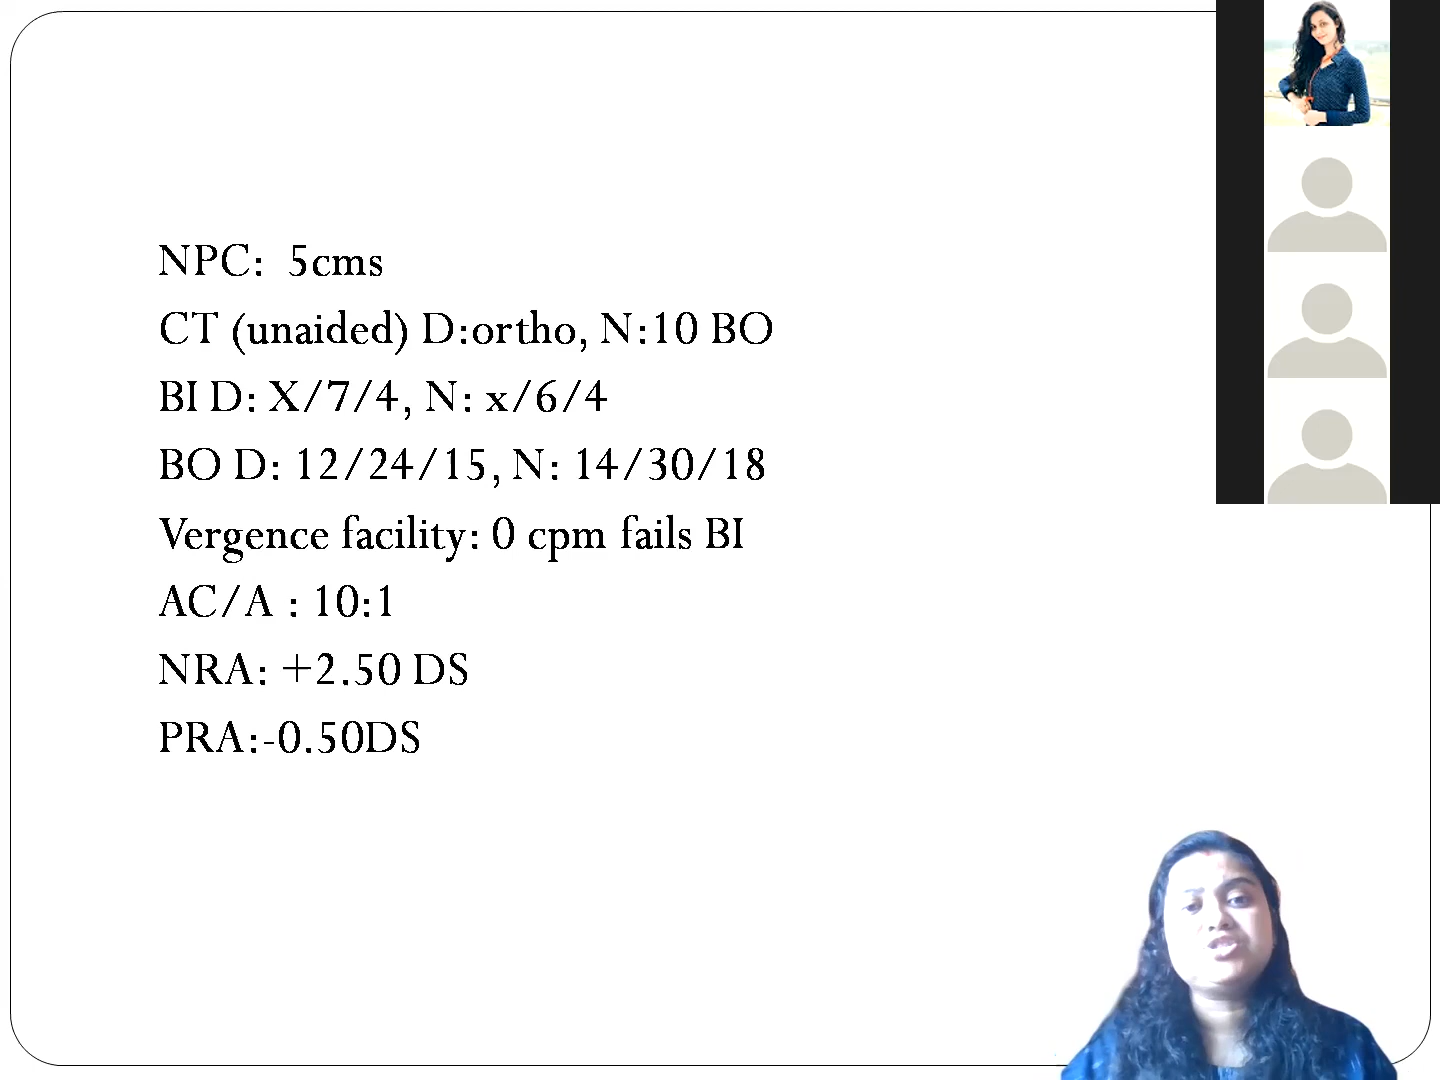 NPC: 5cms
CT (unaided) D:ortho, N:10 BO
BI D: X/7/4, N: x/6/4
BO D: 12/24/15, N: 14/30/18
Vergence facility: 0 cpm fails BI
AC/A : 10:1
NRA: +2.50 DS
PRA:-0.50DS